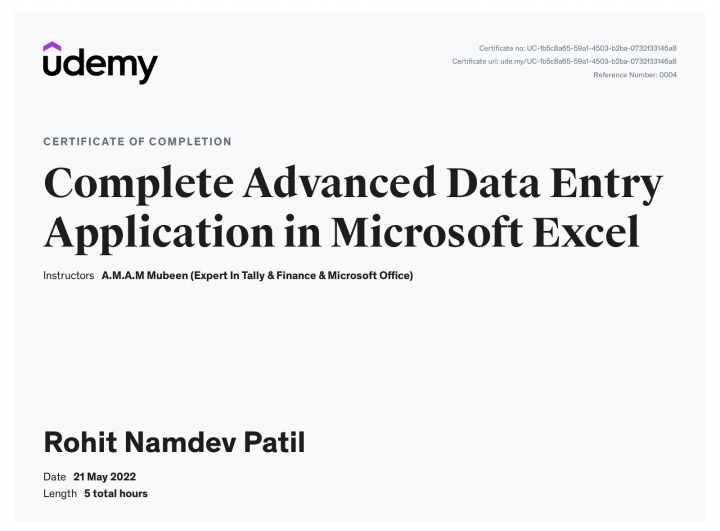 udemy
Certificate no: UC-1b5c8a65-59a1-4503-b2ba-0732f33146a8
Certificate url: ude.my/UC-1b5c8a65-59a1-4503-b2ba-0732f33146a8
Reference Number: 0004
CERTIFICATE OF COMPLETION
Complete Advanced Data Entry
Application in Microsoft Excel
Instructors A.M.A.M Mubeen (Expert In Tally & Finance & Microsoft Office)
Rohit Namdev Patil
Date 21 May 2022
Length 5 total hours